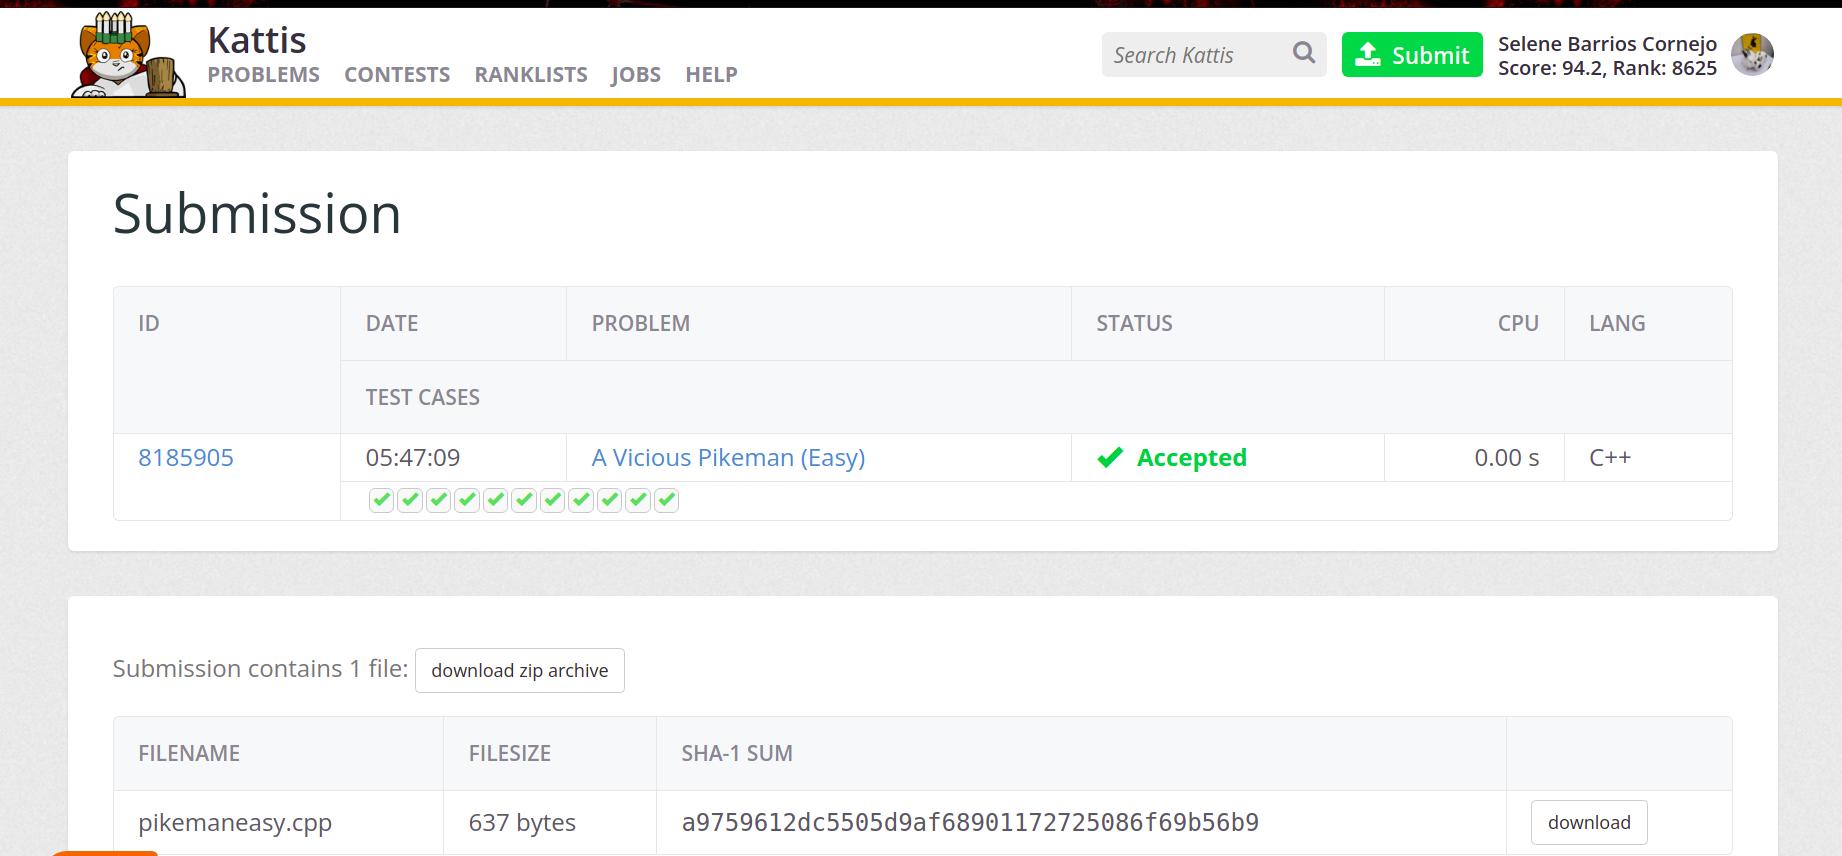 Kattis
PROBLEMS CONTESTS RANKLISTS JOBS HELP
Search Kattis
Submit
Selene Barrios Cornejo
Score: 94.2, Rank: 8625
Submission
ID DATE PROBLEM STATUS CPU LANG
TEST CASES
8185905 05:47:09 A Vicious Pikeman (Easy) Accepted 0.00 s C++
Submission contains 1 file: download zip archive
FILENAME FILESIZE SHA-1 SUM
pikemaneasy.cpp 637 bytes a9759612dc5505d9af68901172725086f69b56b9 download